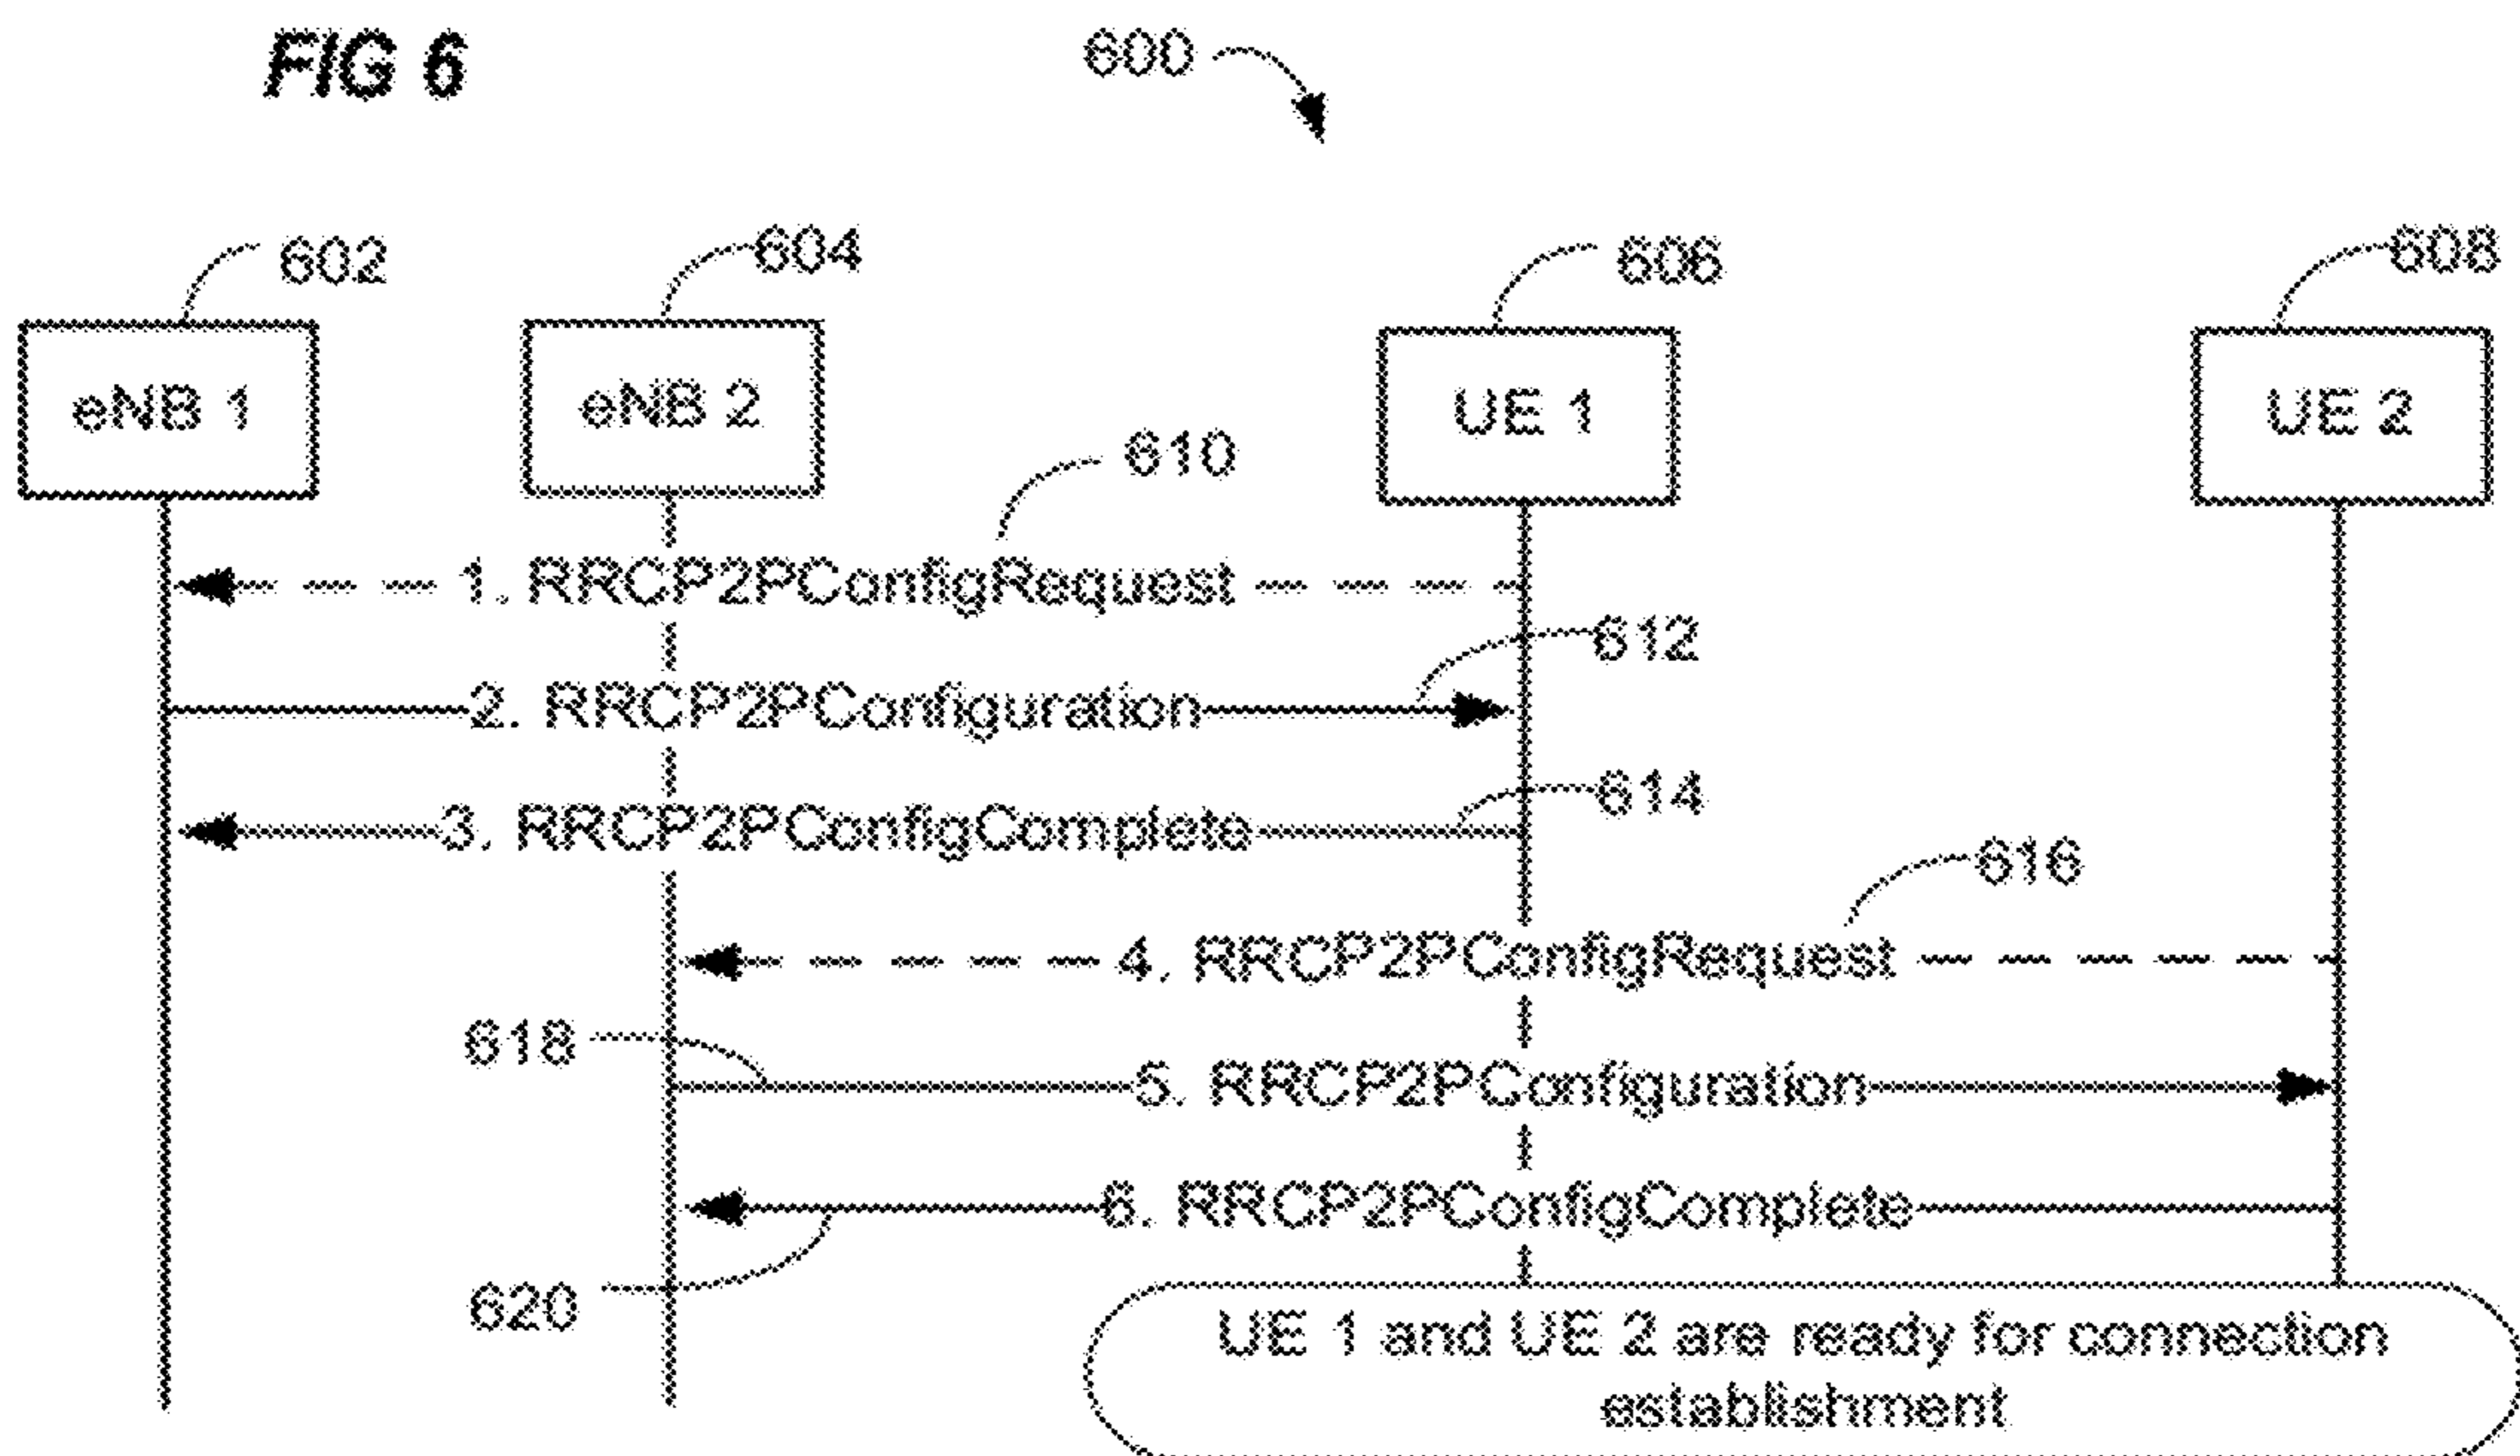 FIG 6
600
602
604
606
608
eNB 1
eNB 2
UE 1
UE 2
610
1. RRCP2PConfigRequest
612
2. RRCP2PConfiguration
614
3. RRCP2PConfigComplete
616
4. RRCP2PConfigRequest
618
5. RRCP2PConfiguration
6. RRCP2PConfigComplete
620
UE 1 and UE 2 are ready for connection
establishment